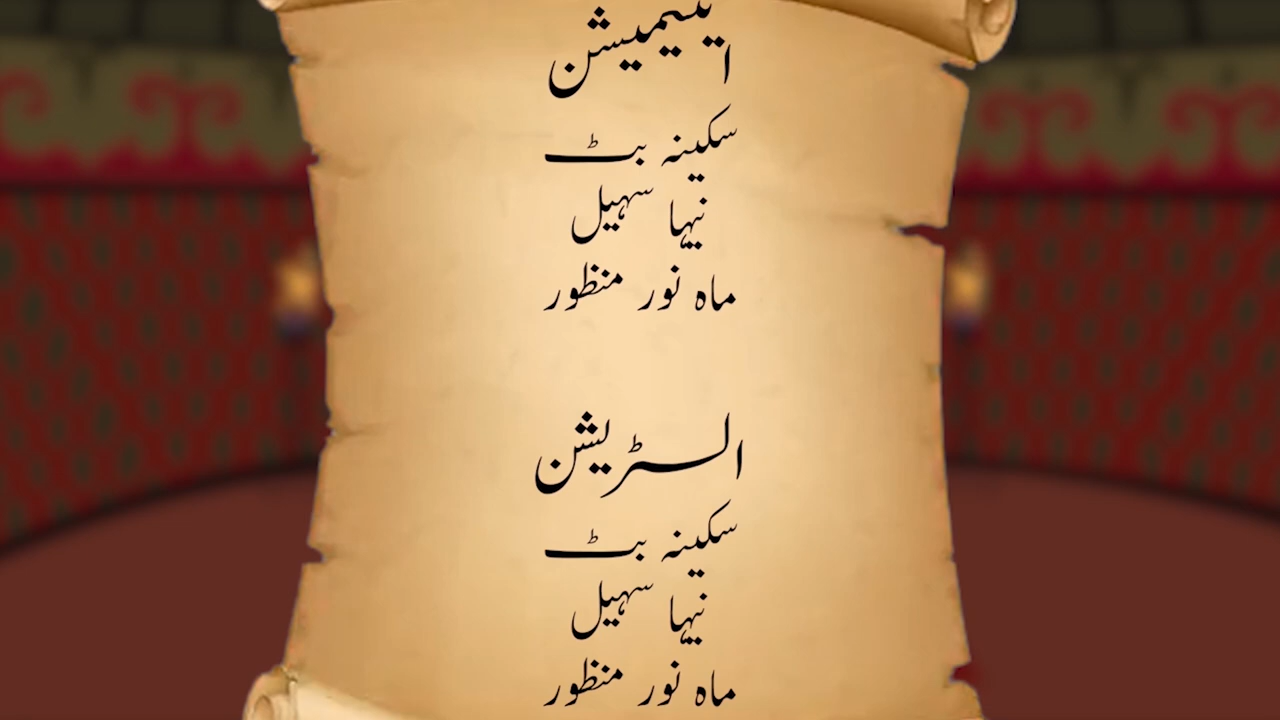 اینیمیشن
سکینہ بٹ
نیہا سہیل
ماہ نور منظور
السٹریشن
سکینہ بٹ
نیہا سہیل
ماہ نور منظور